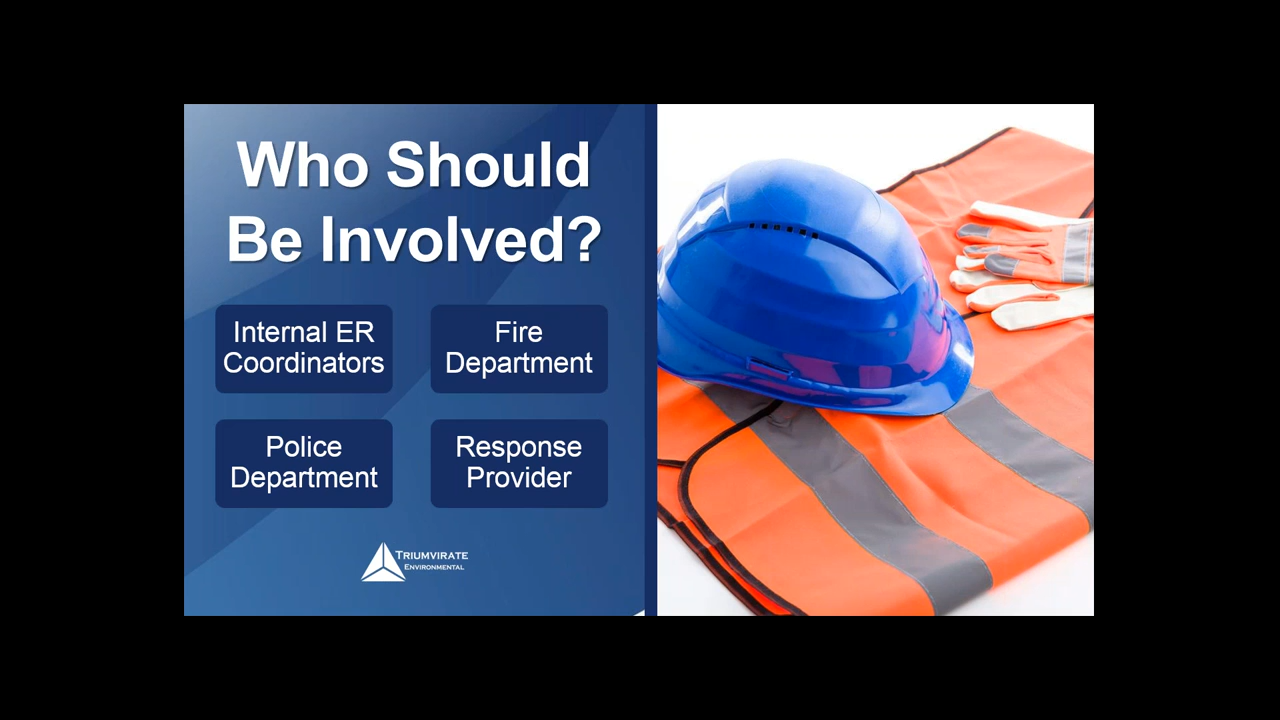 Who Should
Be Involved?
Internal ER
Coordinators
Fire
Department
Police
Department
Response
Provider
TRIUMVIRATE
ENVIRONMENTAL